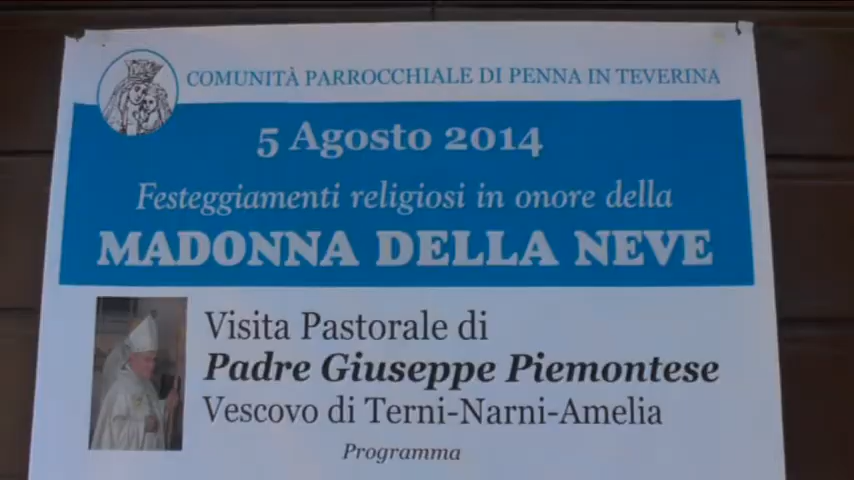 COMUNITÀ PARROCCHIALE DI PENNA IN TEVERINA
5 Agosto 2014
Festeggiamenti religiosi in onore della
MADONNA DELLA NEVE
Visita Pastorale di
Padre Giuseppe Piemontese
Vescovo di Terni-Narni-Amelia
Programma